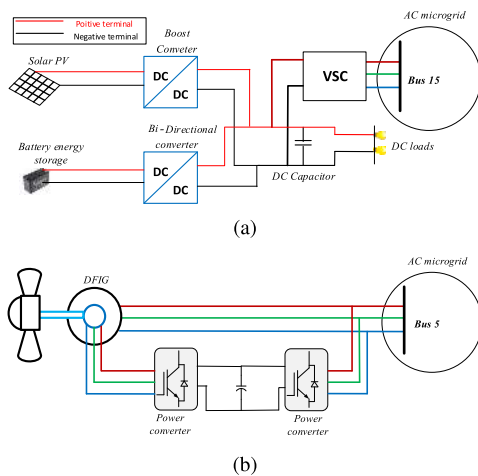 Poitive terminal
Negative terminal
Boost
Conveter
AC microgrid
Solar PV
DC
DC
VSC
Bus 15
Bi-Directional
converter
Battery energy
storage
DC
DC
DC loads
DC Capacitor
(a)
DFIG
AC microgrid
Bus 5
Power
converter
Power
converter
(b)